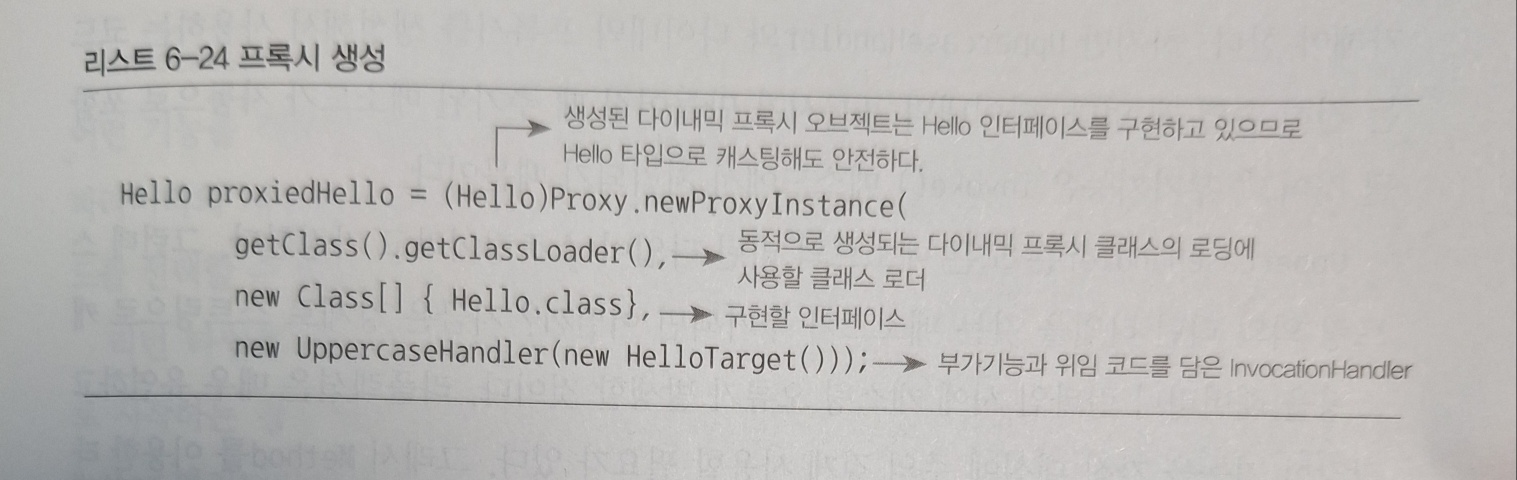 리스트 6-24 프록시 생성
생성된 다이내믹 프록시 오브젝트는 Hello 인터페이스를 구현하고 있으므로
Hello 타입으로 캐스팅해도 안전하다.
Hello proxiedHello = (Hello)Proxy.newProxyInstance(
getClass().getClassLoader(), 동적으로 생성되는 다이내믹 프록시 클래스의 로딩에
사용할 클래스 로더
new Class[] { Hello.class}, 구현할 인터페이스
new UppercaseHandler(new HelloTarget())); 부가기능과 위임 코드를 담은 InvocationHandler